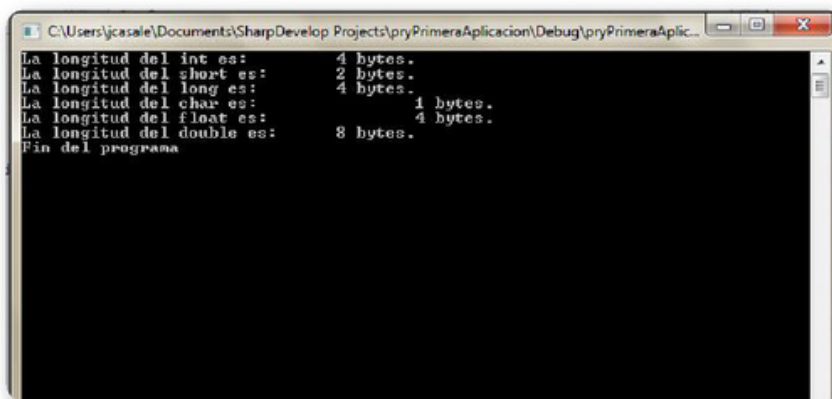 C:\Users\jcasale\Documents\SharpDevelop Projects\pryPrimeraAplicacion\Debug\pryPrimeraAplic...
La longitud del int es: 4 bytes.
La longitud del short es: 2 bytes.
La longitud del long es: 4 bytes.
La longitud del char es: 1 bytes.
La longitud del float es: 4 bytes.
La longitud del double es: 8 bytes.
Fin del programa